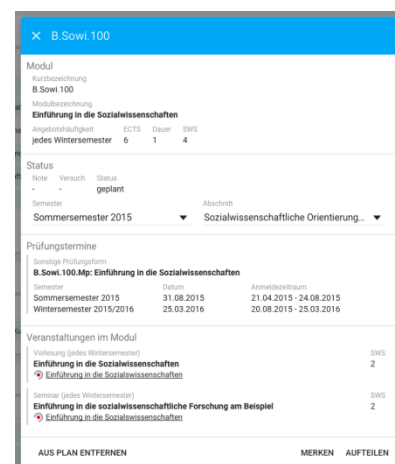 × B.Sowi.100
Modul
Kurzbezeichnung
B.Sowi.100
Modulbezeichnung
Einführung in die Sozialwissenschaften
Angebotshäufigkeit ECTS Dauer SWS
jedes Wintersemester 6 1 4
Status
Note Versuch Status
- - geplant
Semester Abschnitt
Sommersemester 2015 Sozialwissenschaftliche Orientierung...
Prüfungstermine
Sonstige Prüfungsform
B.Sowi.100.Mp: Einführung in die Sozialwissenschaften
Semester Datum Anmeldezeitraum
Sommersemester 2015 31.08.2015 21.04.2015 - 24.08.2015
Wintersemester 2015/2016 25.03.2016 20.08.2015 - 25.03.2016
Veranstaltungen im Modul
Vorlesung (jedes Wintersemester) SWS
Einführung in die Sozialwissenschaften 2
Einführung in die Sozialswissenschaften
Seminar (jedes Wintersemester) SWS
Einführung in die sozialwissenschaftliche Forschung am Beispiel 2
Einführung in die Sozialswissenschaften
AUS PLAN ENTFERNEN MERKEN AUFTEILEN